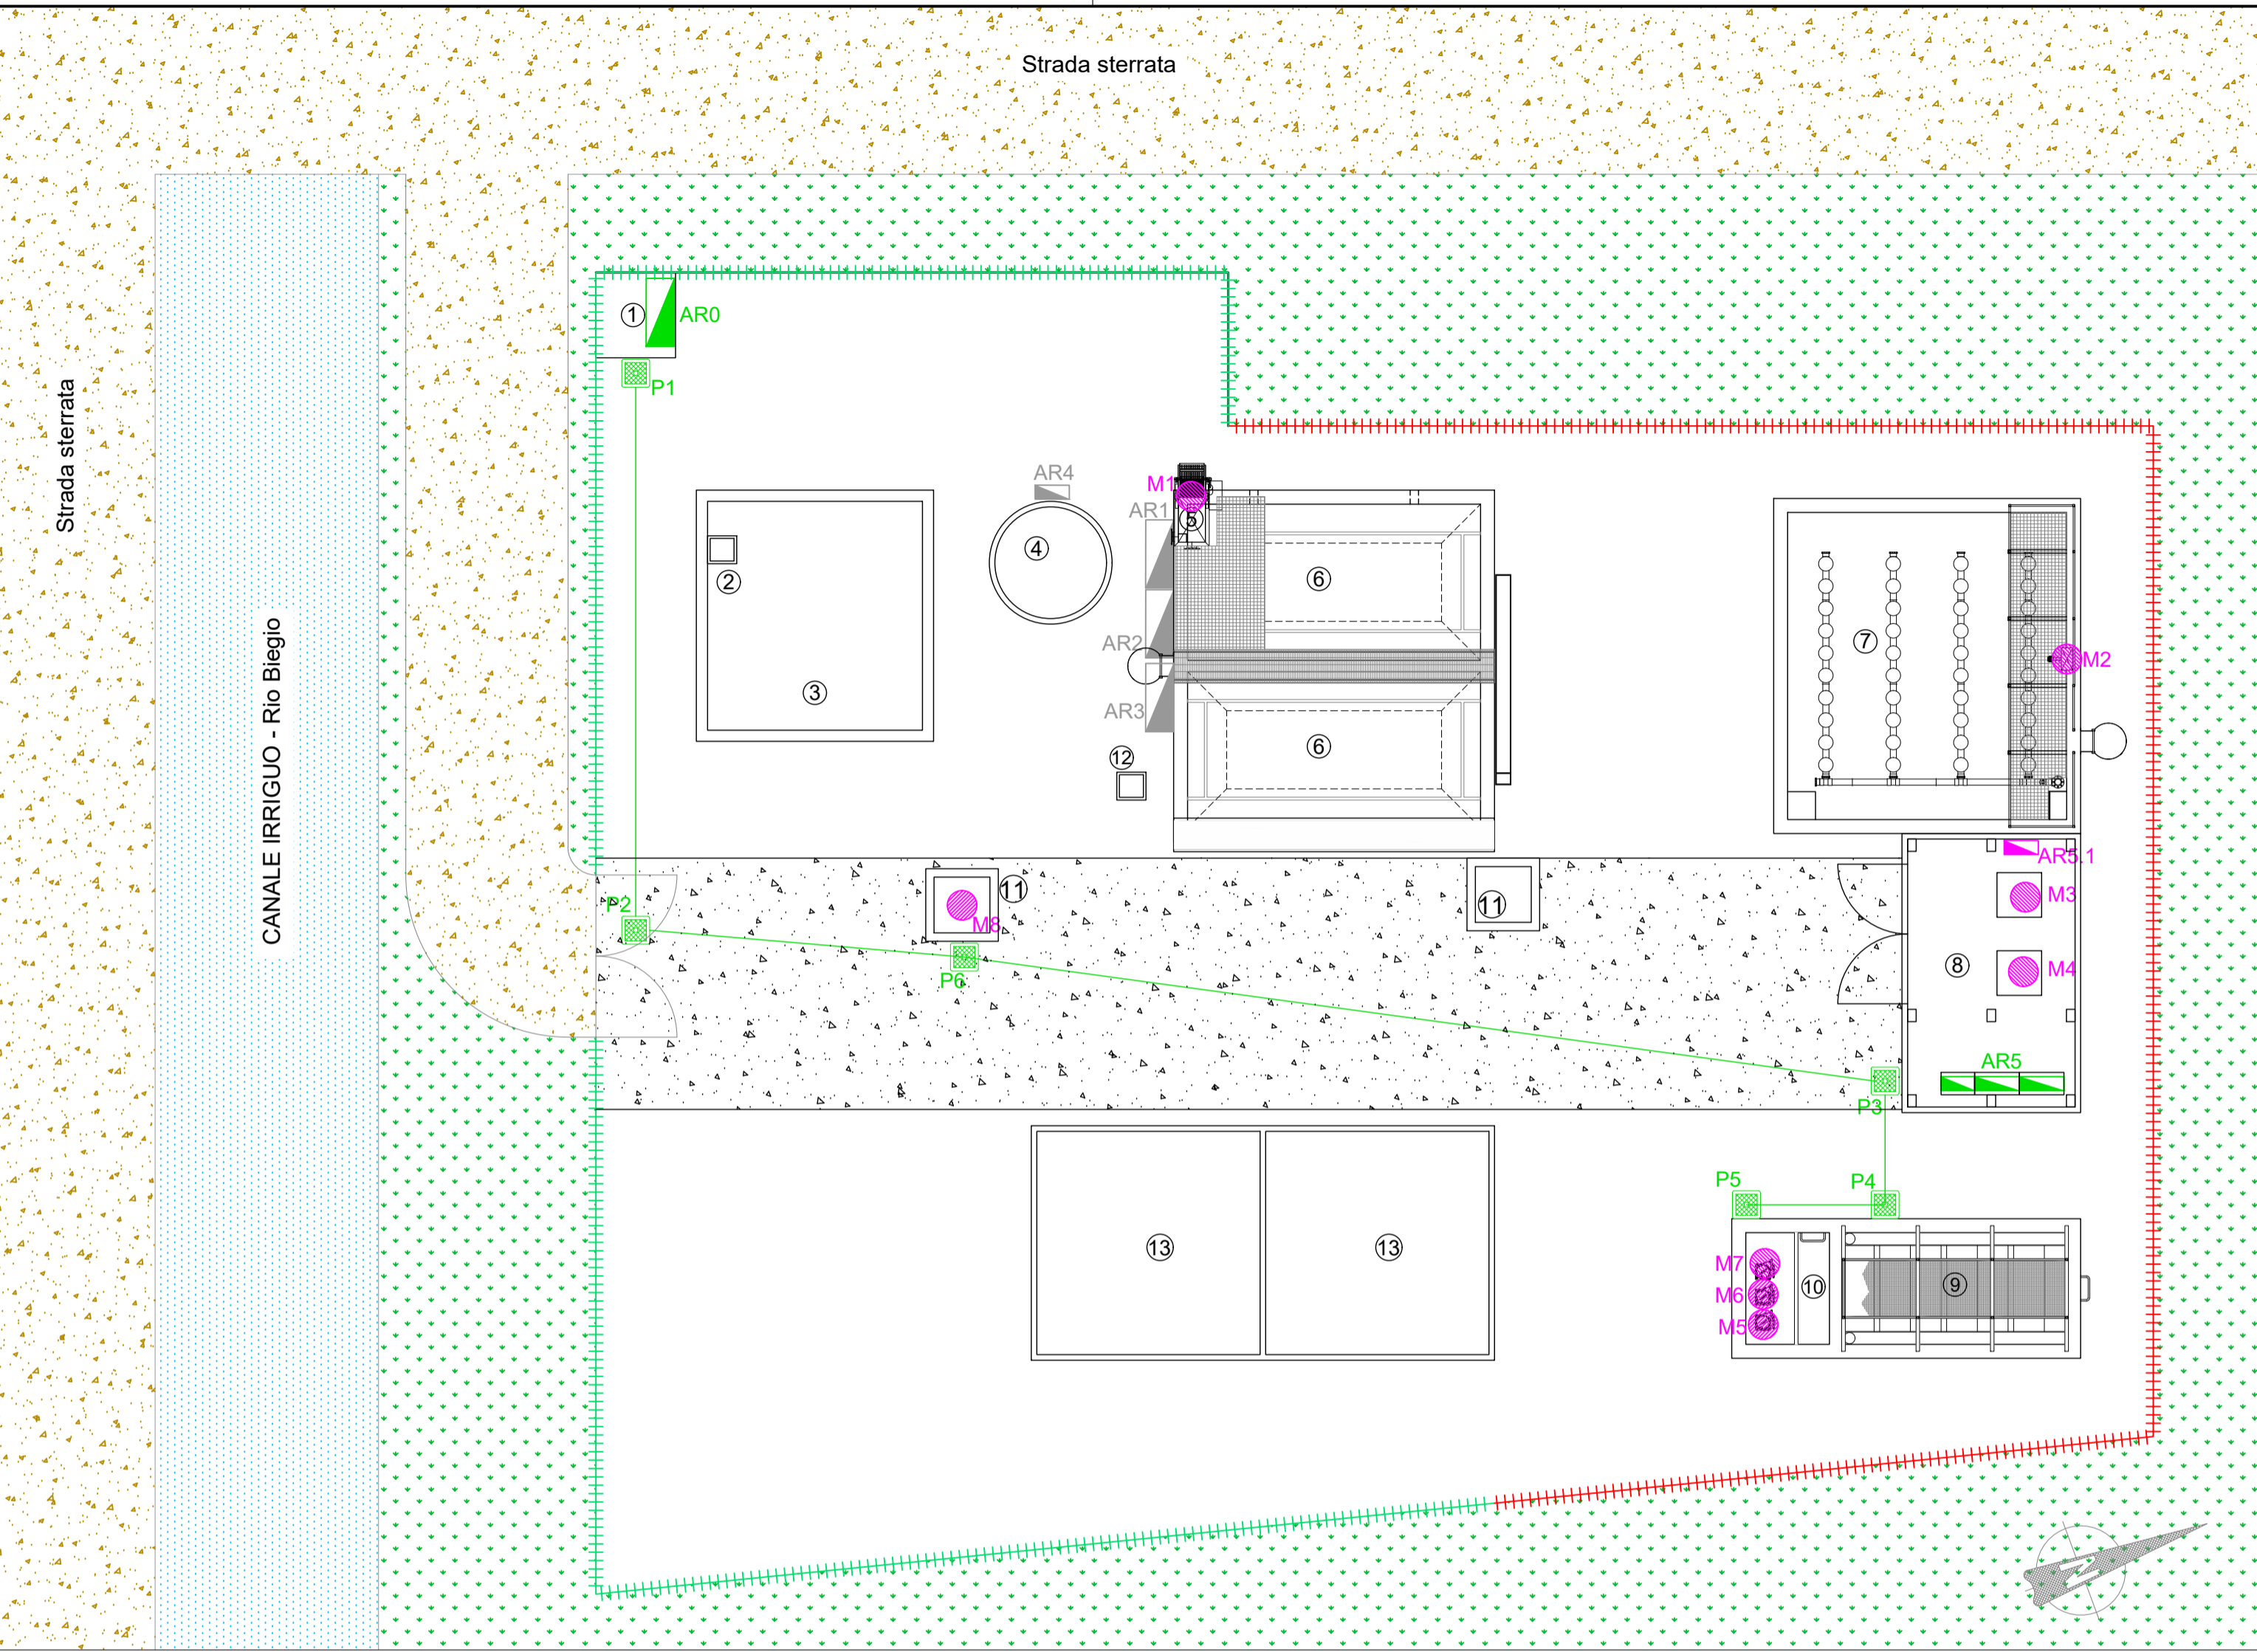 Strada sterrata
Strada sterrata
CANALE IRRIGUO - Rio Biegio
1
AR0
P1
2
3
AR4
4
M1
AR1
5
6
AR2
AR3
6
12
7
M2
P2
11
M8
P6
11
AR5.1
M3
8
M4
AR5
P3
P5
P4
13
13
M7
M6
M5
10
9